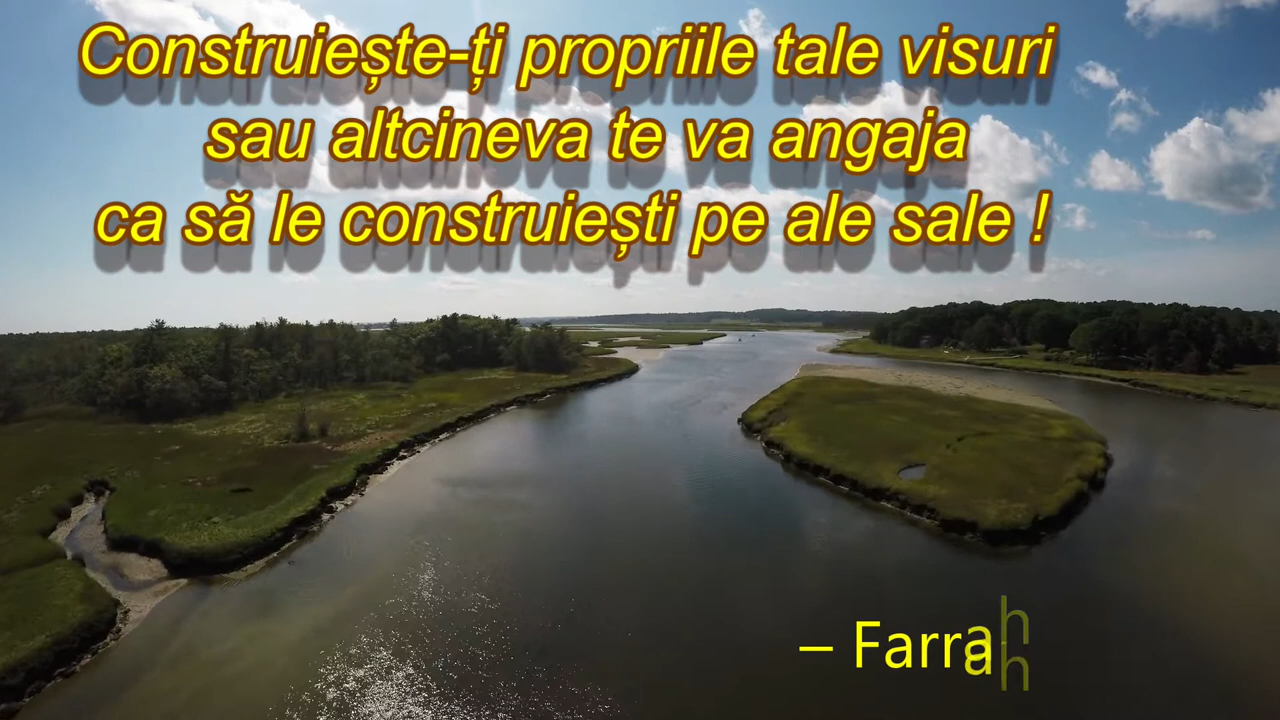 Construiește-ți propriile tale visuri
sau altcineva te va angaja
ca să le construiești pe ale sale !
– Farrah